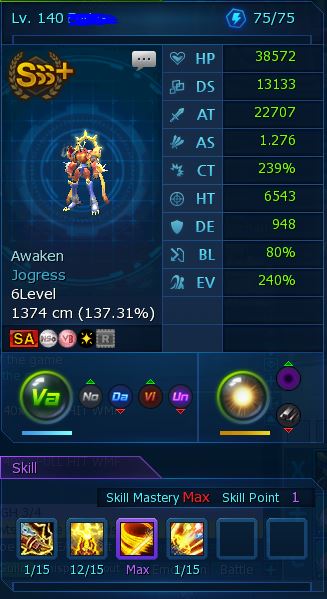 Lv. 140
75/75
SSS+
HP 38572
DS 13133
AT 22707
AS 1.276
CT 239%
HT 6543
DE 948
BL 80%
EV 240%
Awaken
Jogress
6Level
1374 cm (137.31%)
SA NSo VB R
Va No Da Vi Un
Skill
Skill Mastery Max Skill Point 1
1/15 12/15 Max 1/15